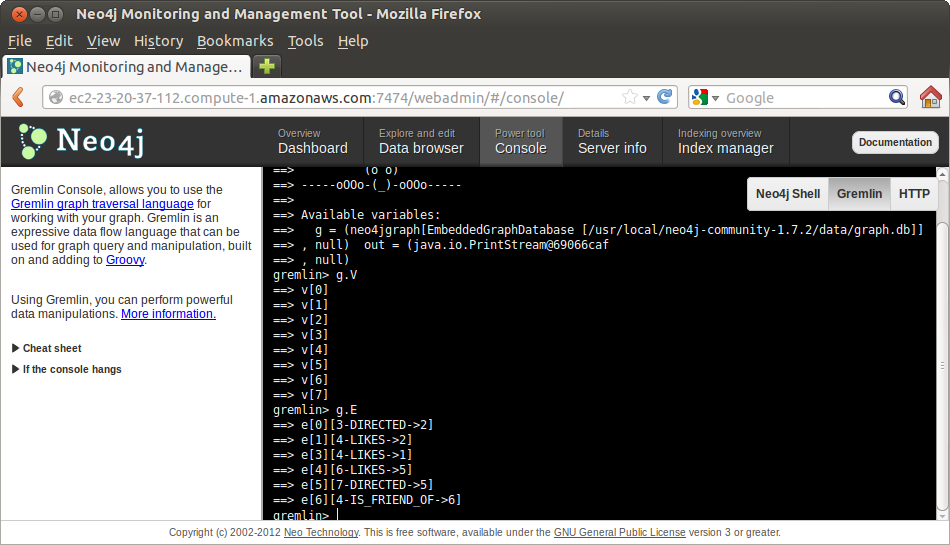 Neo4j Monitoring and Management Tool - Mozilla Firefox
File Edit View History Bookmarks Tools Help
Neo4j Monitoring and Manage...
ec2-23-20-37-112.compute-1.amazonaws.com:7474/webadmin/#/console/
Google
Neo4j
Overview
Dashboard
Explore and edit
Data browser
Power tool
Console
Details
Server info
Indexing overview
Index manager
Documentation
Gremlin Console, allows you to use the
Gremlin graph traversal language for
working with your graph. Gremlin is an
expressive data flow language that can be
used for graph query and manipulation, built
on and adding to Groovy.
Using Gremlin, you can perform powerful
data manipulations. More information.
Cheat sheet
If the console hangs
Neo4j Shell Gremlin HTTP
==>          (o o)
==> -----oOOo-(_)-oOOo-----
==>
==> Available variables:
==>   g = (neo4jgraph[EmbeddedGraphDatabase [/usr/local/neo4j-community-1.7.2/data/graph.db]]
==> , null)  out = (java.io.PrintStream@69066caf
==> , null)
gremlin> g.V
==> v[0]
==> v[1]
==> v[2]
==> v[3]
==> v[4]
==> v[5]
==> v[6]
==> v[7]
gremlin> g.E
==> e[0][3-DIRECTED->2]
==> e[1][4-LIKES->2]
==> e[3][4-LIKES->1]
==> e[4][6-LIKES->5]
==> e[5][7-DIRECTED->5]
==> e[6][4-IS_FRIEND_OF->6]
gremlin>
Copyright (c) 2002-2012 Neo Technology. This is free software, available under the GNU General Public License version 3 or greater.